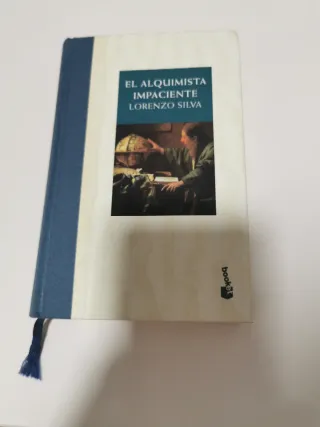 EL ALQUIMISTA
IMPACIENTE
LORENZO SILVA
booket